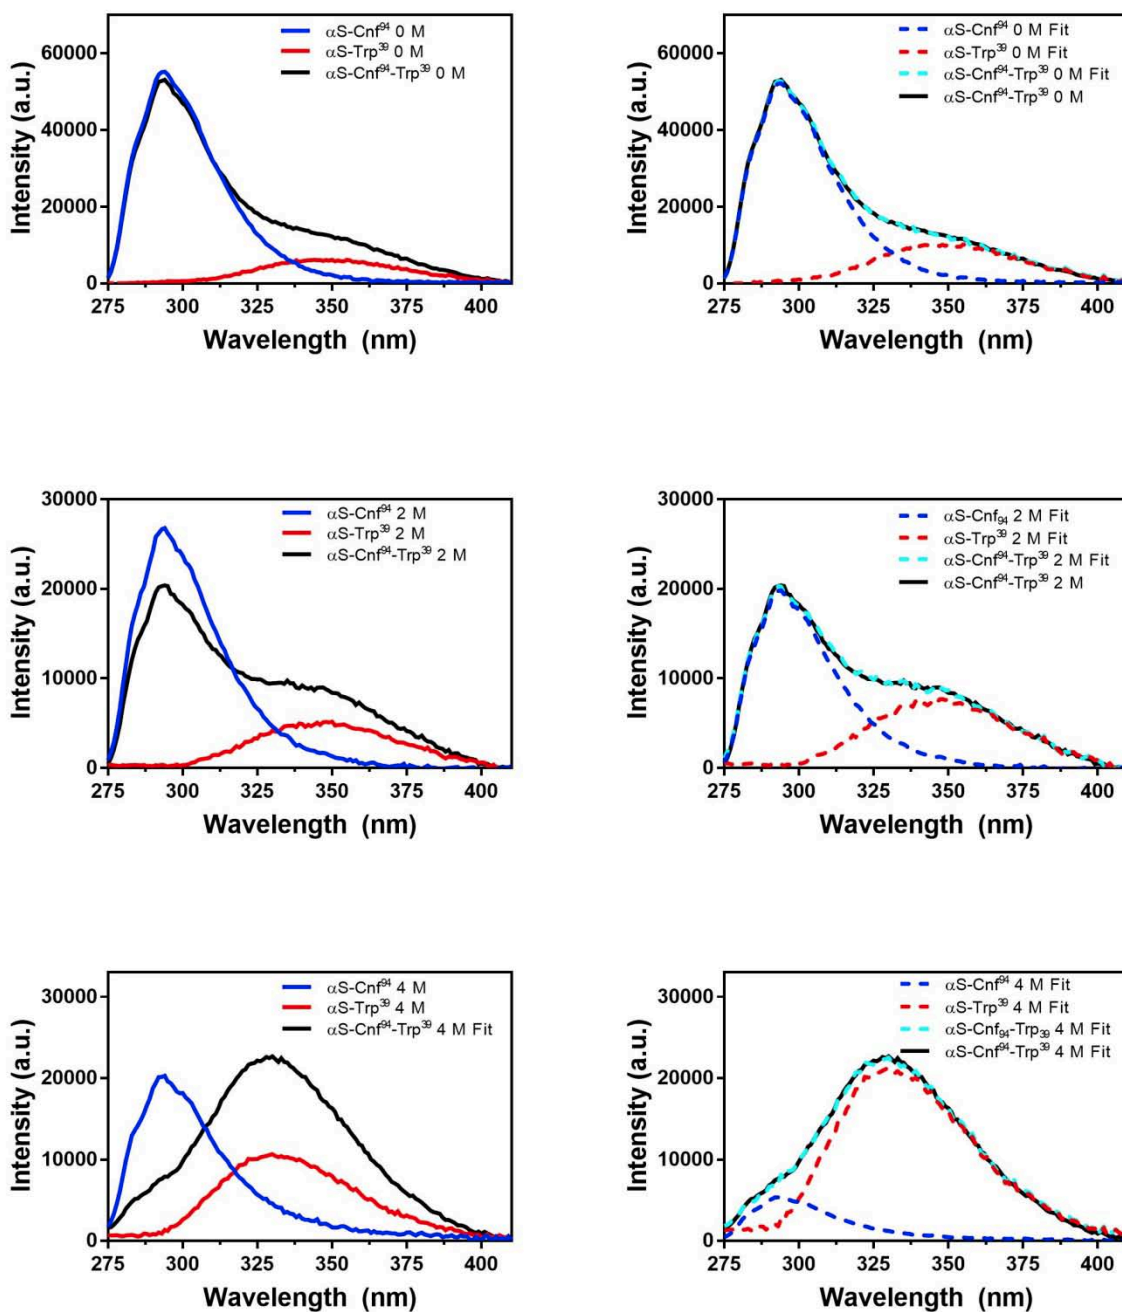 αS-Cnf⁹⁴ 0 M
αS-Trp³⁹ 0 M
αS-Cnf⁹⁴-Trp³⁹ 0 M
60000
40000
20000
0
Intensity (a.u.)
275 300 325 350 375 400
Wavelength (nm)
αS-Cnf⁹⁴ 0 M Fit
αS-Trp³⁹ 0 M Fit
αS-Cnf⁹⁴-Trp³⁹ 0 M Fit
αS-Cnf⁹⁴-Trp³⁹ 0 M
60000
40000
20000
0
Intensity (a.u.)
275 300 325 350 375 400
Wavelength (nm)
αS-Cnf⁹⁴ 2 M
αS-Trp³⁹ 2 M
αS-Cnf⁹⁴-Trp³⁹ 2 M
30000
20000
10000
0
Intensity (a.u.)
275 300 325 350 375 400
Wavelength (nm)
αS-Cnf₉₄ 2 M Fit
αS-Trp³⁹ 2 M Fit
αS-Cnf⁹⁴-Trp³⁹ 2 M Fit
αS-Cnf⁹⁴-Trp³⁹ 2 M
30000
20000
10000
0
Intensity (a.u.)
275 300 325 350 375 400
Wavelength (nm)
αS-Cnf⁹⁴ 4 M
αS-Trp³⁹ 4 M
αS-Cnf⁹⁴-Trp³⁹ 4 M Fit
30000
20000
10000
0
Intensity (a.u.)
275 300 325 350 375 400
Wavelength (nm)
αS-Cnf⁹⁴ 4 M Fit
αS-Trp³⁹ 4 M Fit
αS-Cnf₉₄-Trp₃₉ 4 M Fit
αS-Cnf⁹⁴-Trp³⁹ 4 M Fit
30000
20000
10000
0
Intensity (a.u.)
275 300 325 350 375 400
Wavelength (nm)